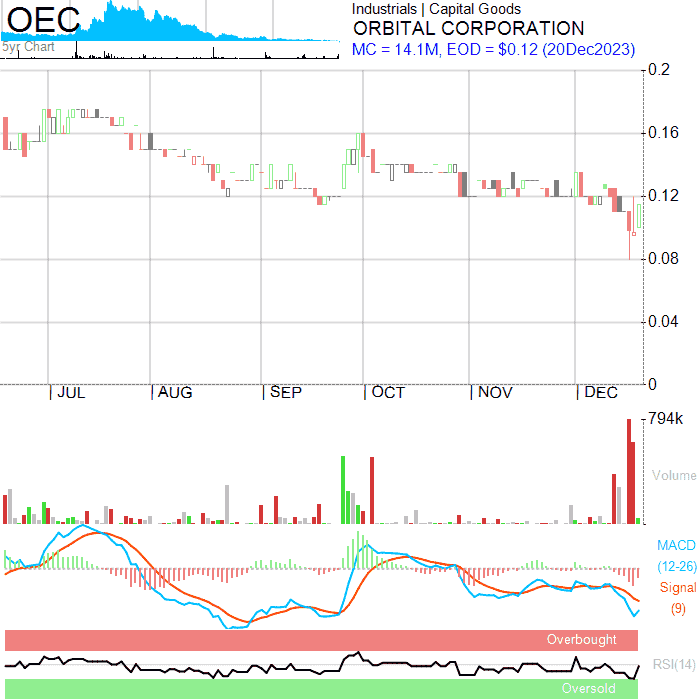 OEC
5yr Chart
Industrials | Capital Goods
ORBITAL CORPORATION
MC = 14.1M, EOD = $0.12 (20Dec2023)
0.2
0.16
0.12
0.08
0.04
0
| JUL | AUG | SEP | OCT | NOV | DEC
794k
Volume
MACD
(12-26)
Signal
(9)
Overbought
RSI(14)
Oversold